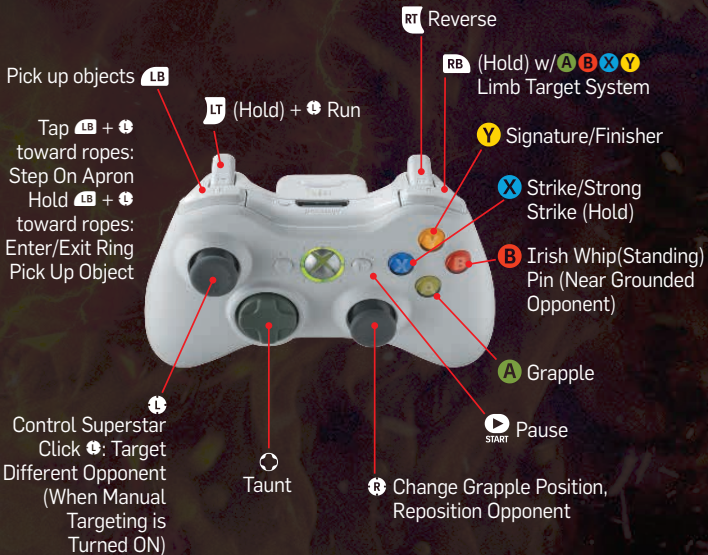 RT Reverse
Pick up objects LB
RB (Hold) w/ A B X Y
Limb Target System
LT (Hold) + L Run
Tap LB + L
toward ropes:
Step On Apron
Hold LB + L
toward ropes:
Enter/Exit Ring
Pick Up Object
Y Signature/Finisher
X Strike/Strong
Strike (Hold)
B Irish Whip(Standing)
Pin (Near Grounded
Opponent)
A Grapple
START Pause
L
Control Superstar
Click L: Target
Different Opponent
(When Manual
Targeting is
Turned ON)
Taunt
R Change Grapple Position,
Reposition Opponent
Y
X
B
A